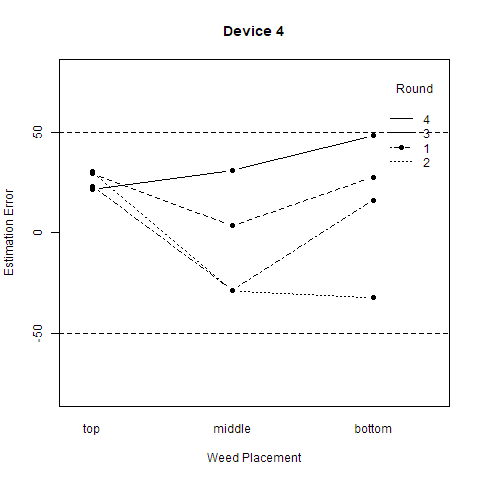 Device 4
Round
4
3
1
2
50
0
-50
Estimation Error
top middle bottom
Weed Placement